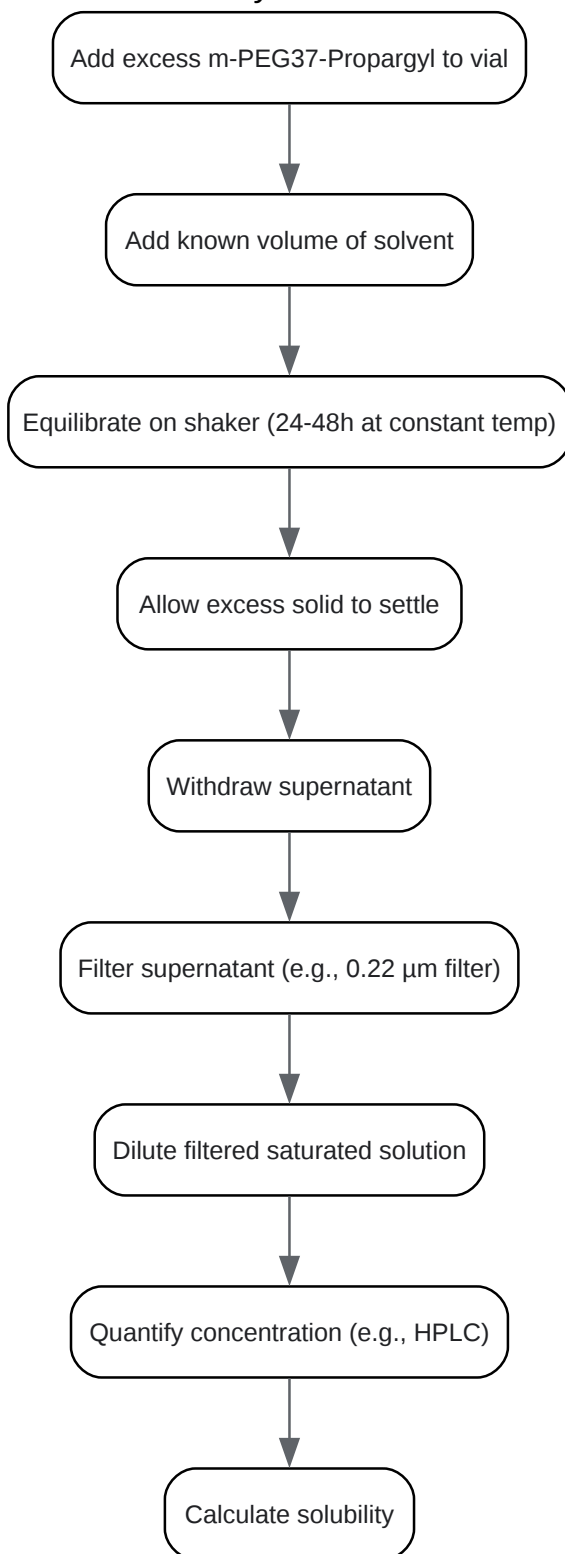 Add excess m-PEG37-Propargyl to vial
Add known volume of solvent
Equilibrate on shaker (24-48h at constant temp)
Allow excess solid to settle
Withdraw supernatant
Filter supernatant (e.g., 0.22 µm filter)
Dilute filtered saturated solution
Quantify concentration (e.g., HPLC)
Calculate solubility